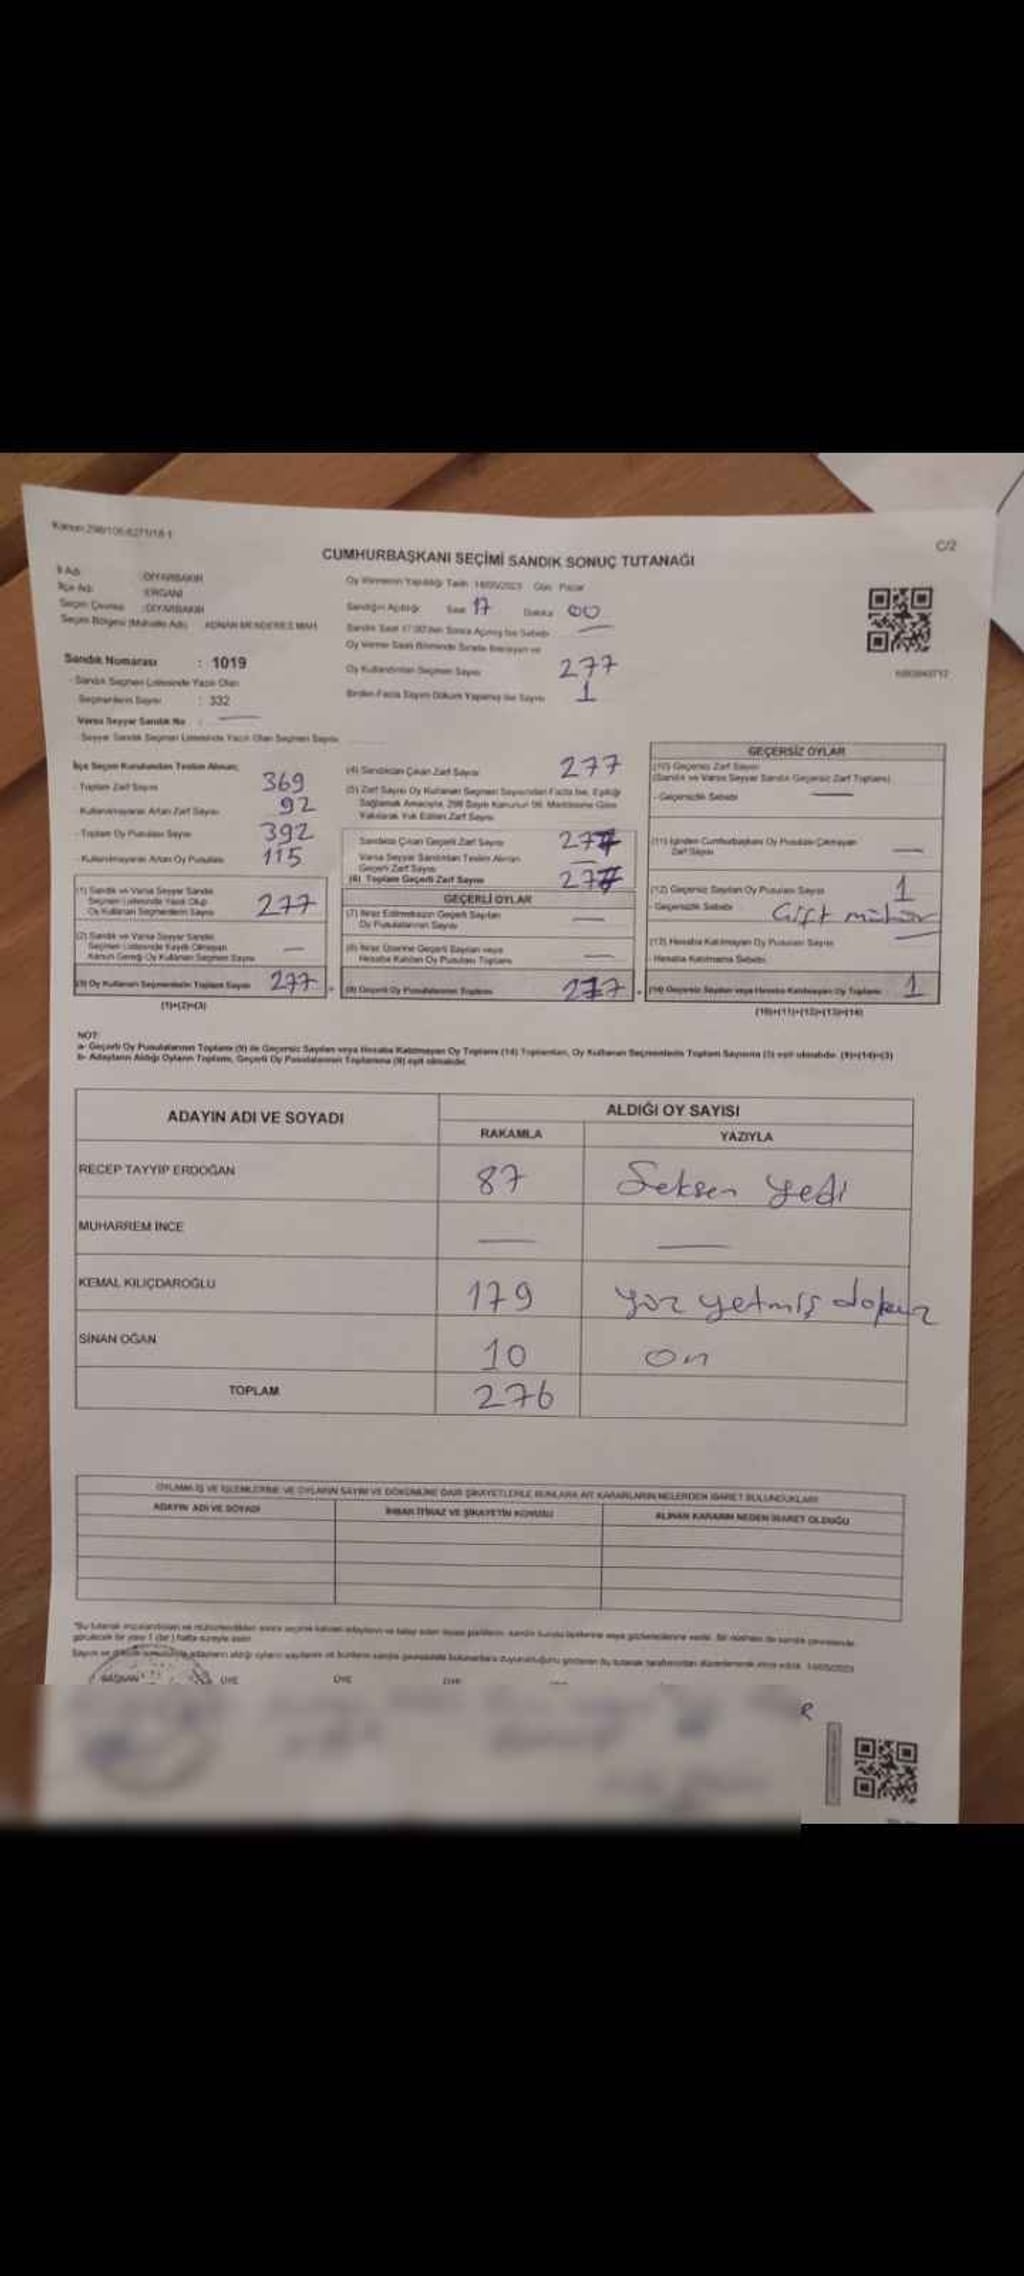 Kanun 298/105-6271/18-1
C/2
CUMHURBAŞKANI SEÇİMİ SANDIK SONUÇ TUTANAĞI
İl Adı : DİYARBAKIR
İlçe Adı : ERGANİ
Seçim Çevresi : DİYARBAKIR
Seçim Bölgesi (Mahalle Adı) : ADNAN MENDERES MAH
Sandık Numarası : 1019
- Sandık Seçmen Listesinde Yazılı Olan
Seçmenlerin Sayısı : 332
Varsa Seyyar Sandık No :
- Seyyar Sandık Seçmen Listesinde Yazılı Olan Seçmen Sayısı
Oy Vermenin Yapıldığı Tarih 14/05/2023 Gün Pazar
Sandığın Açıldığı Saat 17 Dakika 00
Sandık Saat 17:00'den Sonra Açılmış İse Sebebi
Oy Verme Saati Bitiminde Sırada Bekleyen ve
Oy Kullandırılan Seçmen Sayısı 277
Birden Fazla Sayım Döküm Yapılmış İse Sayısı 1
İlçe Seçim Kurulundan Teslim Alınan;
- Toplam Zarf Sayısı 369
- Kullanılmayarak Artan Zarf Sayısı 92
- Toplam Oy Pusulası Sayısı 392
- Kullanılmayarak Artan Oy Pusulası 115
(1) Sandık ve Varsa Seyyar Sandık
Seçmen Listesinde Yazılı Olup
Oy Kullanan Seçmenlerin Sayısı 277
(2) Sandık ve Varsa Seyyar Sandık
Seçmen Listesinde Kayıtlı Olmayan
Kanun Gereği Oy Kullanan Seçmen Sayısı
(3) Oy Kullanan Seçmenlerin Toplam Sayısı 277
(1)+(2)=(3)
(4) Sandıktan Çıkan Zarf Sayısı 277
(5) Zarf Sayısı Oy Kullanan Seçmen Sayısından Fazla İse, Eşitliği
Sağlamak Amacıyla, 298 Sayılı Kanunun 98. Maddesine Göre
Yakılarak Yok Edilen Zarf Sayısı
Sandıkta Çıkan Geçerli Zarf Sayısı 277
Varsa Seyyar Sandıktan Teslim Alınan
Geçerli Zarf Sayısı
(6) Toplam Geçerli Zarf Sayısı 277
GEÇERLİ OYLAR
(7) İtiraz Edilmeksizin Geçerli Sayılan
Oy Pusulalarının Sayısı
(8) İtiraz Üzerine Geçerli Sayılan veya
Hesaba Katılan Oy Pusulası Toplamı
(9) Geçerli Oy Pusulalarının Toplamı 277
GEÇERSİZ OYLAR
(10) Geçersiz Zarf Sayısı
(Sandık ve Varsa Seyyar Sandık Geçersiz Zarf Toplamı)
- Geçersizlik Sebebi
(11) İçinden Cumhurbaşkanı Oy Pusulası Çıkmayan
Zarf Sayısı
(12) Geçersiz Sayılan Oy Pusulası Sayısı 1
- Geçersizlik Sebebi Çift mühür
(13) Hesaba Katılmayan Oy Pusulası Sayısı
- Hesaba Katılmama Sebebi
(14) Geçersiz Sayılan veya Hesaba Katılmayan Oy Toplamı 1
(10)+(11)+(12)+(13)=(14)
NOT:
a- Geçerli Oy Pusulalarının Toplamı (9) ile Geçersiz Sayılan veya Hesaba Katılmayan Oy Toplamı (14) Toplamları, Oy Kullanan Seçmenlerin Toplam Sayısına (3) eşit olmalıdır. (9)+(14)=(3)
b- Adayların Aldığı Oyların Toplamı, Geçerli Oy Pusulalarının Toplamına (9) eşit olmalıdır.
ADAYIN ADI VE SOYADI ALDIĞI OY SAYISI
RAKAMLA YAZIYLA
RECEP TAYYİP ERDOĞAN 87 Seksen yedi
MUHARREM İNCE
KEMAL KILIÇDAROĞLU 179 yüz yetmiş dokuz
SİNAN OĞAN 10 On
TOPLAM 276
OYLAMA İŞ VE İŞLEMLERİNE VE OYLARIN SAYIM VE DÖKÜMÜNE DAİR ŞİKAYETLERLE BUNLARA AİT KARARLARIN NELERDEN İBARET BULUNDUKLARI
ADAYIN ADI VE SOYADI İHBAR İTİRAZ VE ŞİKAYETİN KONUSU ALINAN KARARIN NEDEN İBARET OLDUĞU
BAŞKAN ÜYE ÜYE ÜYE